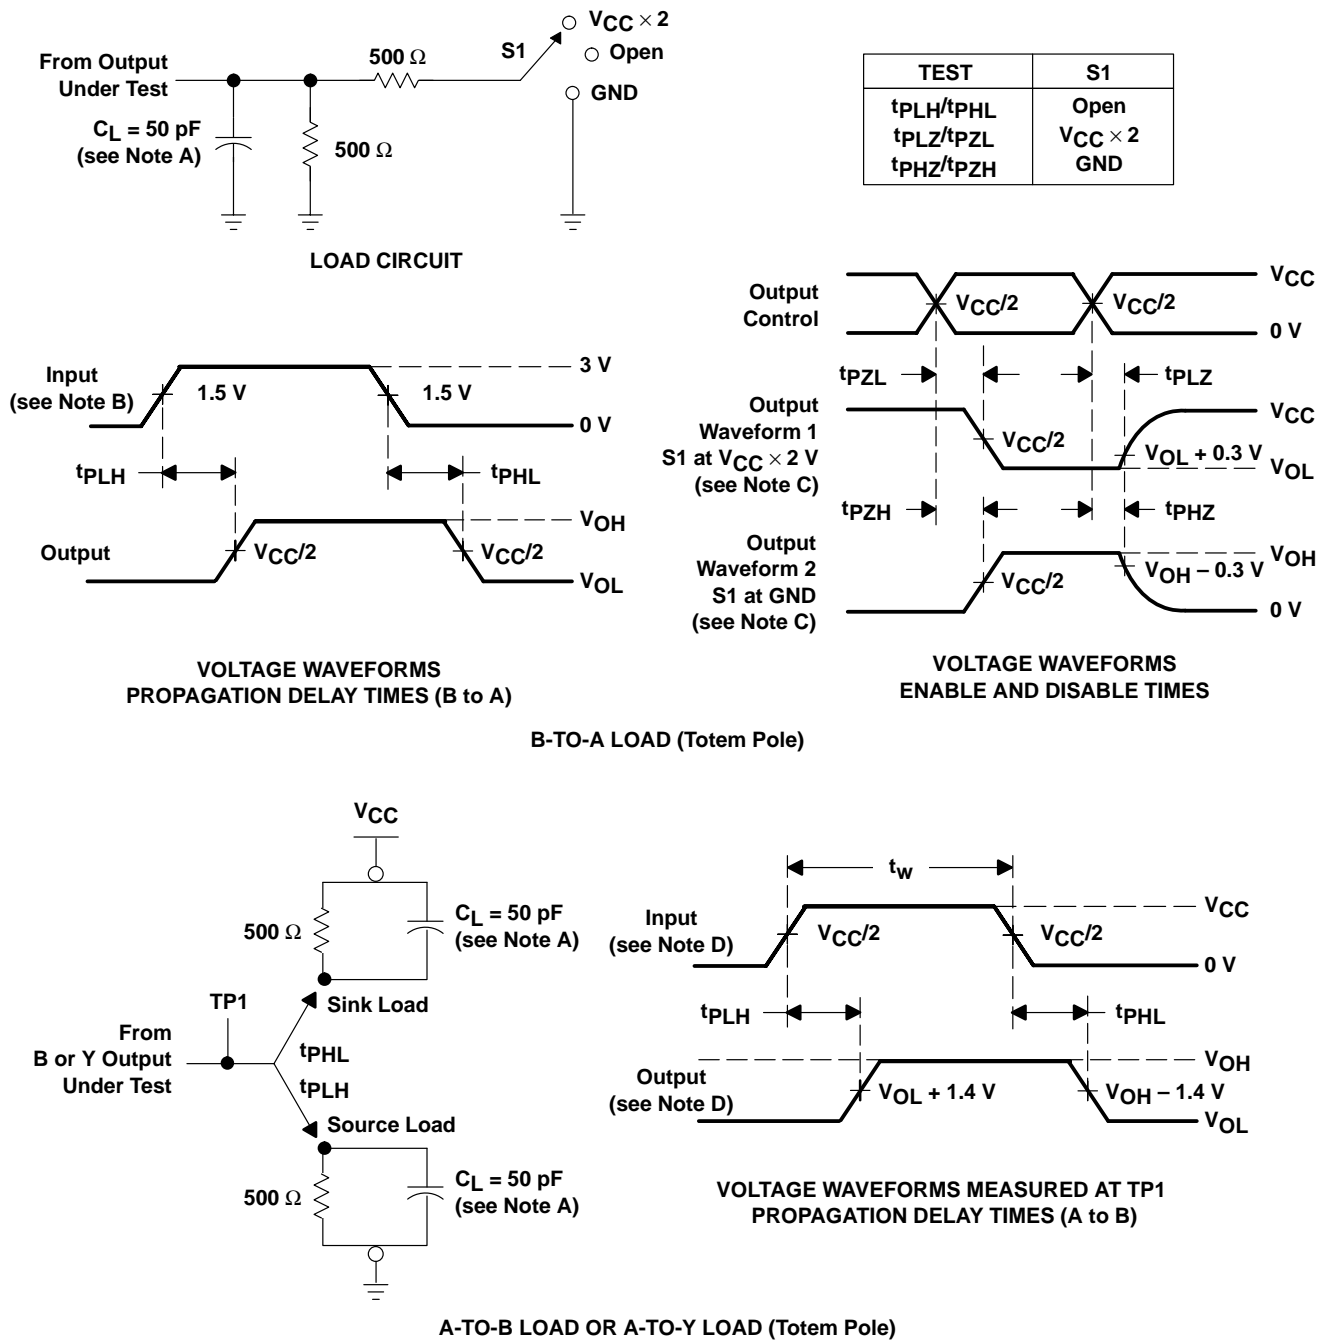 VCC × 2
S1
Open
500 Ω
From Output
Under Test
GND
CL = 50 pF
(see Note A)
500 Ω
LOAD CIRCUIT
TEST S1
tPLH/tPHL Open
tPLZ/tPZL VCC × 2
tPHZ/tPZH GND
Input
(see Note B)
1.5 V
1.5 V
3 V
0 V
tPLH
tPHL
Output
VCC/2
VCC/2
VOH
VOL
VOLTAGE WAVEFORMS
PROPAGATION DELAY TIMES (B to A)
Output
Control
VCC/2
VCC/2
VCC
0 V
tPZL
tPLZ
Output
Waveform 1
S1 at VCC × 2 V
(see Note C)
VCC/2
VCC
VOL + 0.3 V
VOL
tPZH
tPHZ
Output
Waveform 2
S1 at GND
(see Note C)
VCC/2
VOH
VOH – 0.3 V
0 V
VOLTAGE WAVEFORMS
ENABLE AND DISABLE TIMES
B-TO-A LOAD (Totem Pole)
VCC
500 Ω
CL = 50 pF
(see Note A)
TP1
Sink Load
From
B or Y Output
Under Test
tPHL
tPLH
Source Load
500 Ω
CL = 50 pF
(see Note A)
tw
Input
(see Note D)
VCC/2
VCC/2
VCC
0 V
tPLH
tPHL
Output
(see Note D)
VOL + 1.4 V
VOH
VOH – 1.4 V
VOL
VOLTAGE WAVEFORMS MEASURED AT TP1
PROPAGATION DELAY TIMES (A to B)
A-TO-B LOAD OR A-TO-Y LOAD (Totem Pole)